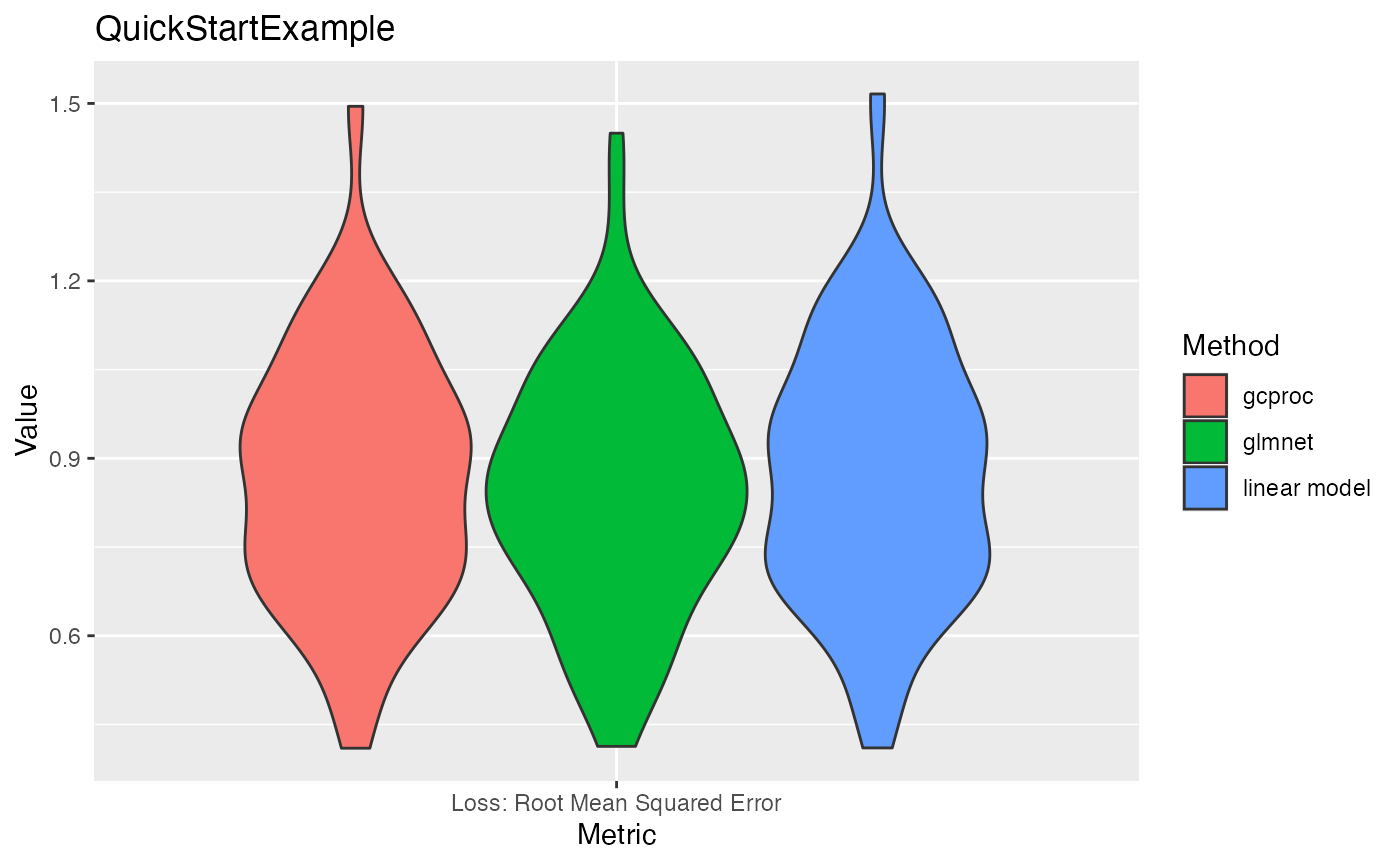 QuickStartExample
1.5
1.2
0.9
0.6
Value
Loss: Root Mean Squared Error
Metric
Method
gcproc
glmnet
linear model